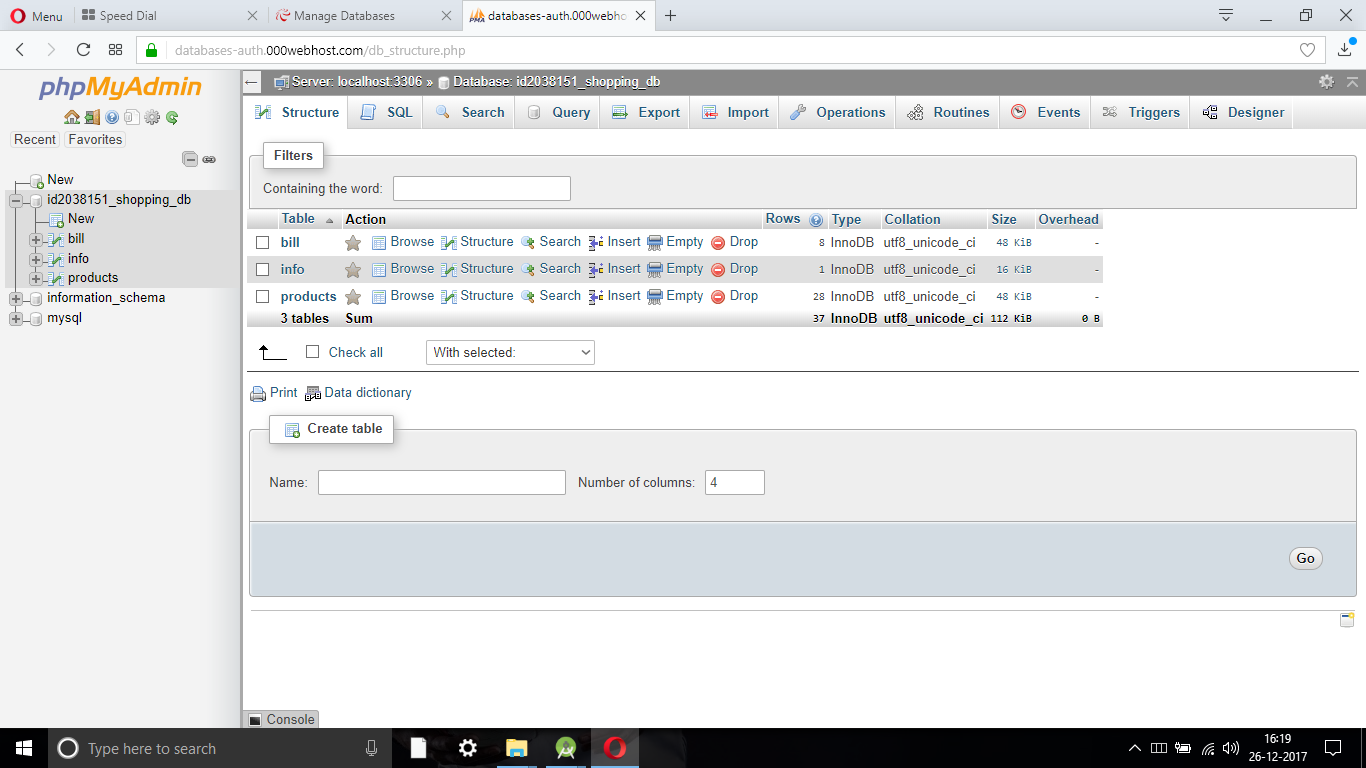 Menu Speed Dial Manage Databases databases-auth.000webho
databases-auth.000webhost.com/db_structure.php
phpMyAdmin
Recent Favorites
New
id2038151_shopping_db
New
bill
info
products
information_schema
mysql
Server: localhost:3306 » Database: id2038151_shopping_db
Structure SQL Search Query Export Import Operations Routines Events Triggers Designer
Filters
Containing the word:
Table Action Rows Type Collation Size Overhead
bill Browse Structure Search Insert Empty Drop 8 InnoDB utf8_unicode_ci 48 KiB -
info Browse Structure Search Insert Empty Drop 1 InnoDB utf8_unicode_ci 16 KiB -
products Browse Structure Search Insert Empty Drop 28 InnoDB utf8_unicode_ci 48 KiB -
3 tables Sum 37 InnoDB utf8_unicode_ci 112 KiB 0 B
Check all With selected:
Print Data dictionary
Create table
Name: Number of columns: 4
Go
Console
Type here to search
16:19
26-12-2017